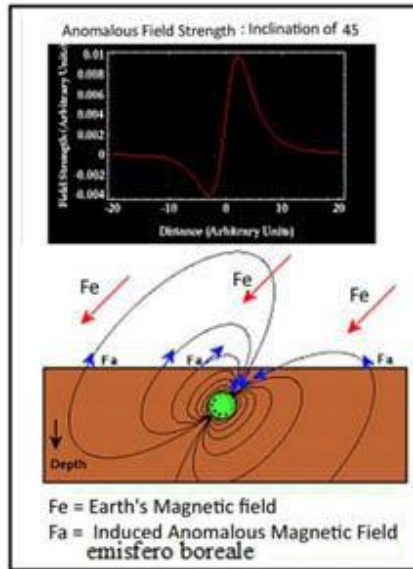 Anomalous Field Strength : Inclination of 45
Field Strength (Arbitrary Units)
0.01
0.008
0.006
0.004
0.002
0
-0.002
-0.004
-20
-10
0
10
20
Distance (Arbitrary Units)
Fe
Fe
Fe
Fa
Fa
Fa
Depth
Fe = Earth's Magnetic field
Fa = Induced Anomalous Magnetic Field
emisfero boreale